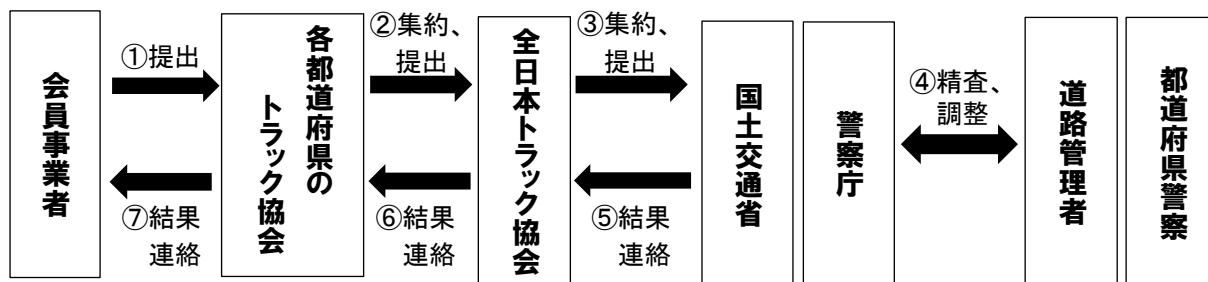 会員事業者
①提出
⑦結果
連絡
各都道府県の
トラック協会
②集約、
提出
⑥結果
連絡
全日本トラック協会
③集約、
提出
⑤結果
連絡
国土交通省
警察庁
④精査、
調整
道路管理者
都道府県警察